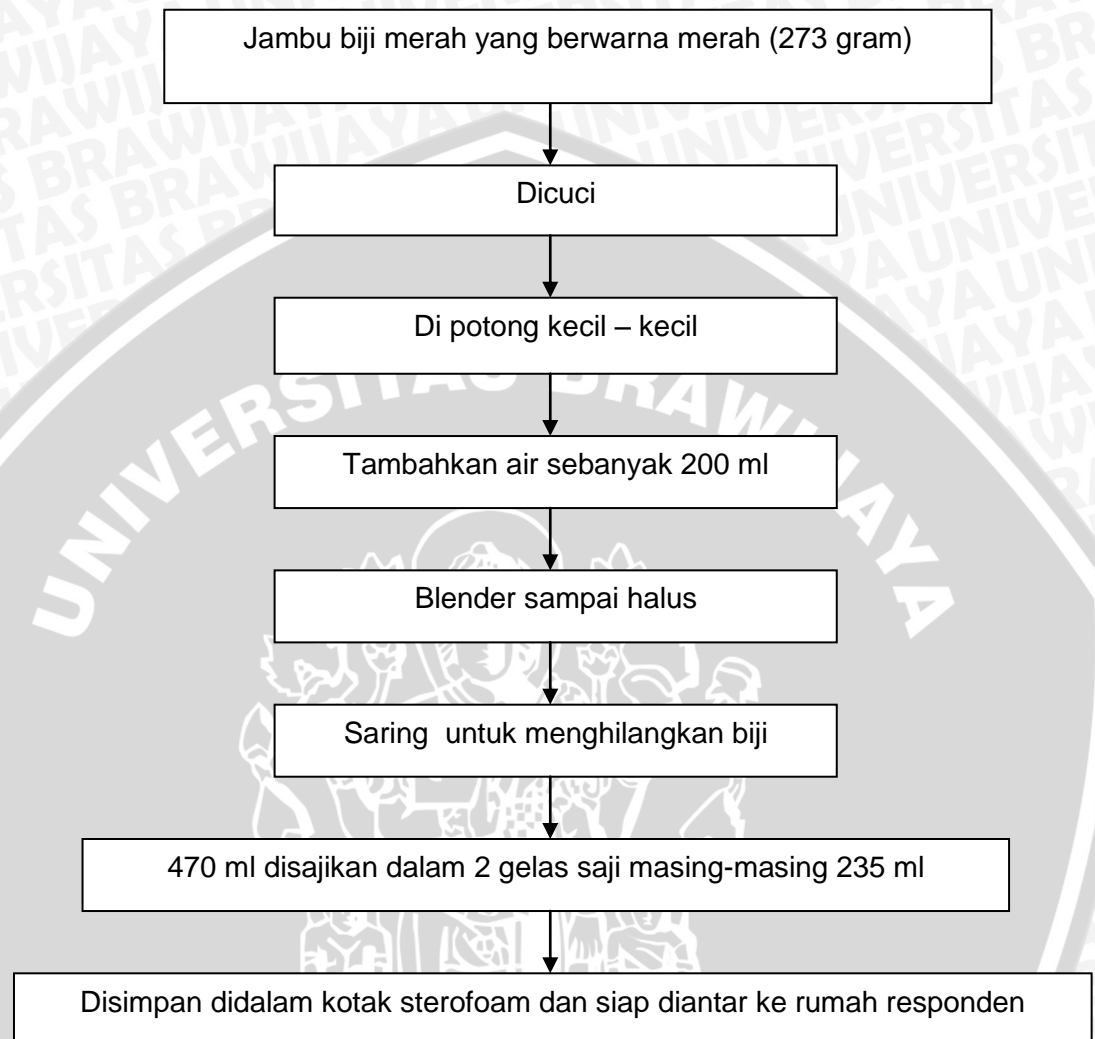 Jambu biji merah yang berwarna merah (273 gram)
Dicuci
Di potong kecil – kecil
Tambahkan air sebanyak 200 ml
Blender sampai halus
Saring  untuk menghilangkan biji
470 ml disajikan dalam 2 gelas saji masing-masing 235 ml
Disimpan didalam kotak sterofoam dan siap diantar ke rumah responden
UNIVERSITAS BRAWIJAYA